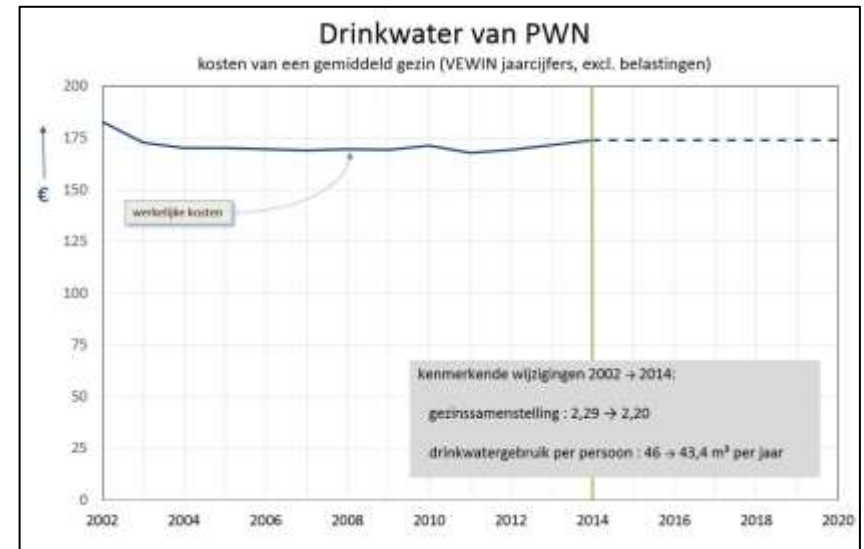 Drinkwater van PWN
kosten van een gemiddeld gezin (VEWIN jaarcijfers, excl. belastingen)
200
175
€
150
werkelijke kosten
125
100
75
kenmerkende wijzigingen 2002 → 2014:
gezinssamenstelling : 2,29 → 2,20
50
drinkwatergebruik per persoon : 46 → 43,4 m³ per jaar
25
0
2002 2004 2006 2008 2010 2012 2014 2016 2018 2020